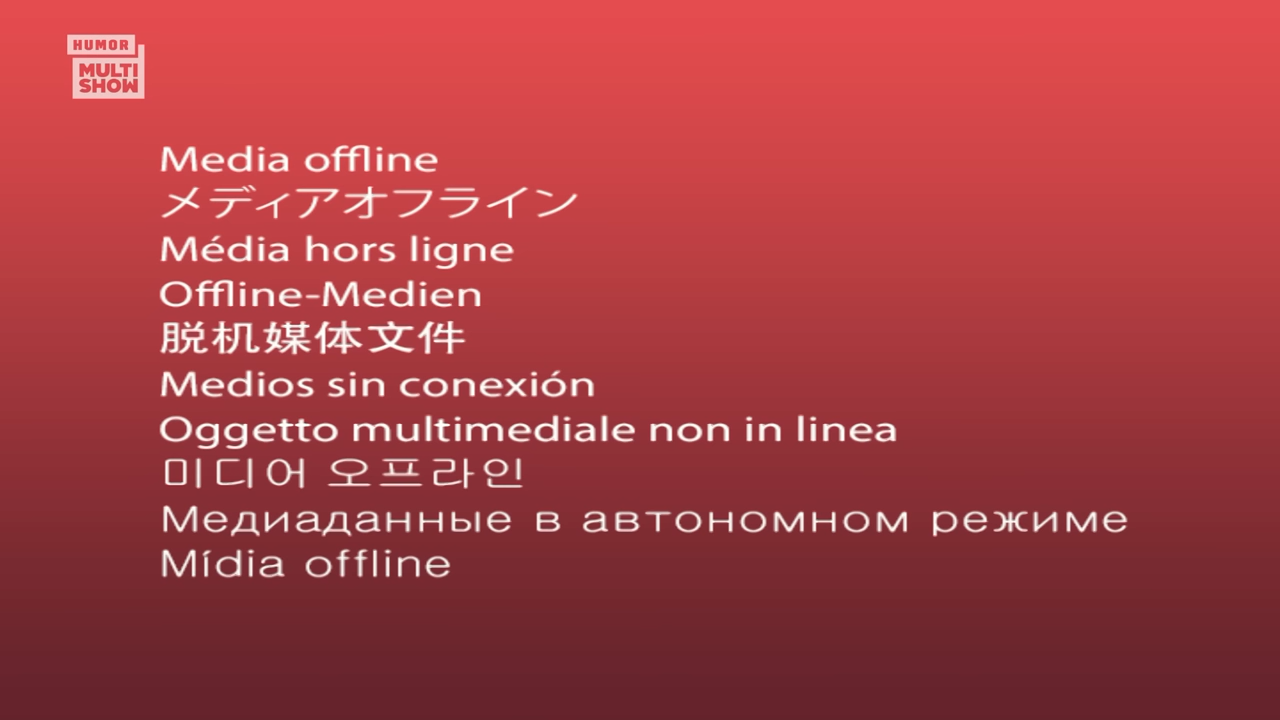 HUMOR
MULTI
SHOW
Media offline
メディアオフライン
Média hors ligne
Offline-Medien
脱机媒体文件
Medios sin conexión
Oggetto multimediale non in linea
미디어 오프라인
Медиаданные в автономном режиме
Mídia offline